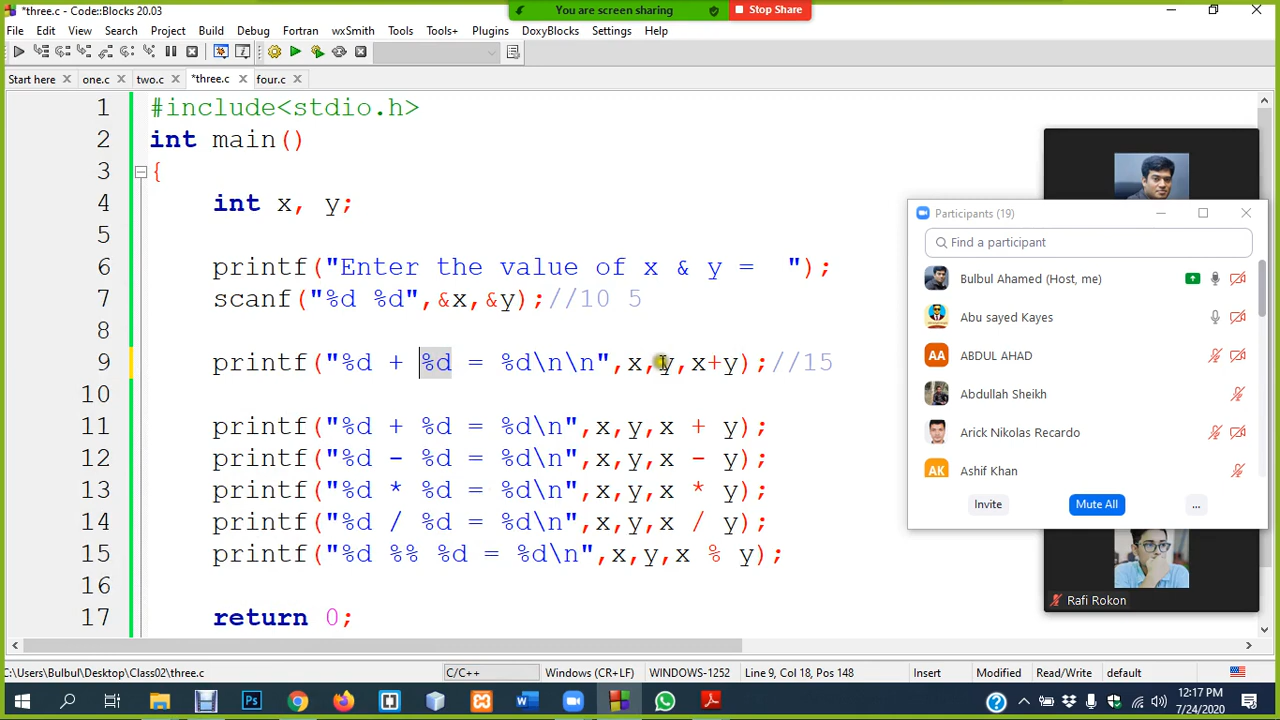 *three.c - Code::Blocks 20.03
You are screen sharing
Stop Share
File Edit View Search Project Build Debug Fortran wxSmith Tools Tools+ Plugins DoxyBlocks Settings Help
Start here one.c two.c *three.c four.c
1 #include<stdio.h>
2 int main()
3 {
4 int x, y;
5
6 printf("Enter the value of x & y =  ");
7 scanf("%d %d",&x,&y);//10 5
8
9 printf("%d + %d = %d\n\n",x,y,x+y);//15
10
11 printf("%d + %d = %d\n",x,y,x + y);
12 printf("%d - %d = %d\n",x,y,x - y);
13 printf("%d * %d = %d\n",x,y,x * y);
14 printf("%d / %d = %d\n",x,y,x / y);
15 printf("%d %% %d = %d\n",x,y,x % y);
16
17 return 0;
Participants (19)
Find a participant
Bulbul Ahamed (Host, me)
Abu sayed Kayes
AA ABDUL AHAD
Abdullah Sheikh
Arick Nikolas Recardo
AK Ashif Khan
Invite Mute All ...
Rafi Rokon
C:\Users\Bulbul\Desktop\Class02\three.c C/C++ Windows (CR+LF) WINDOWS-1252 Line 9, Col 18, Pos 148 Insert Modified Read/Write default
12:17 PM
7/24/2020